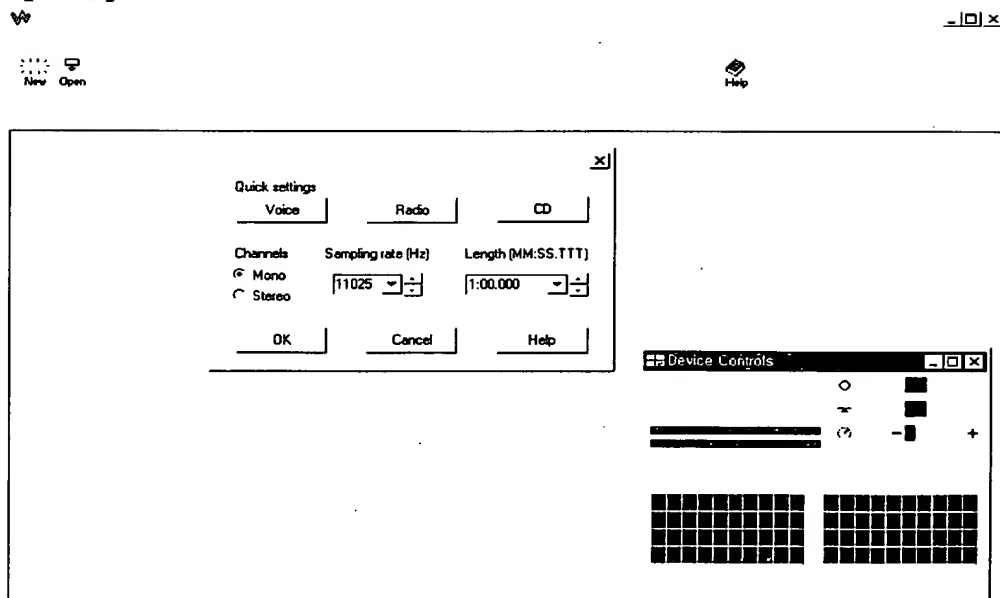 New Open Help
Quick settings
Voice Radio CD
Channels Sampling rate (Hz) Length (MM:SS.TTT)
Mono 11025 1:00.000
Stereo
OK Cancel Help
Device Controls